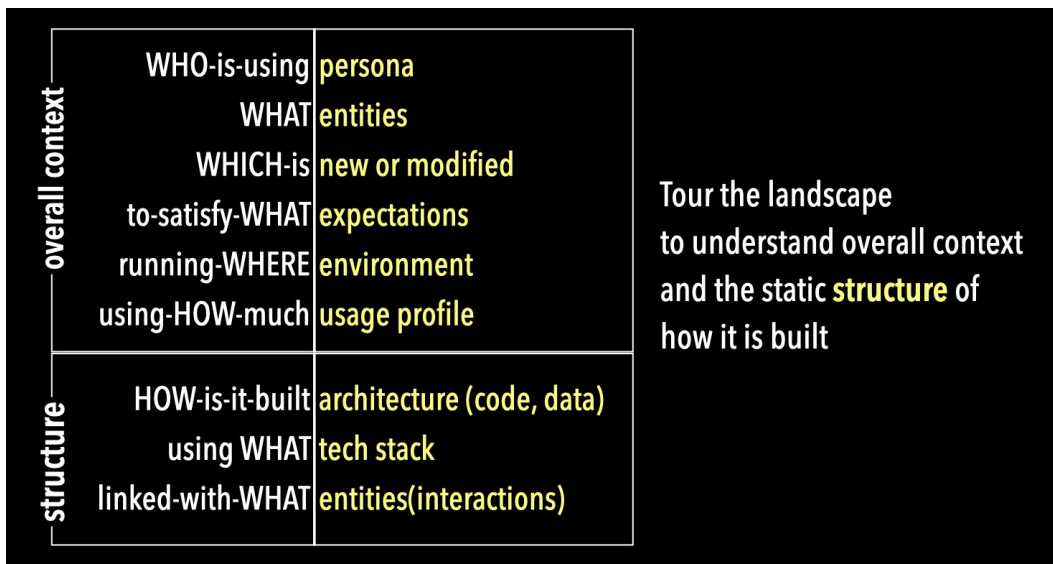 overall context
WHO-is-using persona
WHAT entities
WHICH-is new or modified
to-satisfy-WHAT expectations
running-WHERE environment
using-HOW-much usage profile
structure
HOW-is-it-built architecture (code, data)
using WHAT tech stack
linked-with-WHAT entities(interactions)
Tour the landscape
to understand overall context
and the static structure of
how it is built